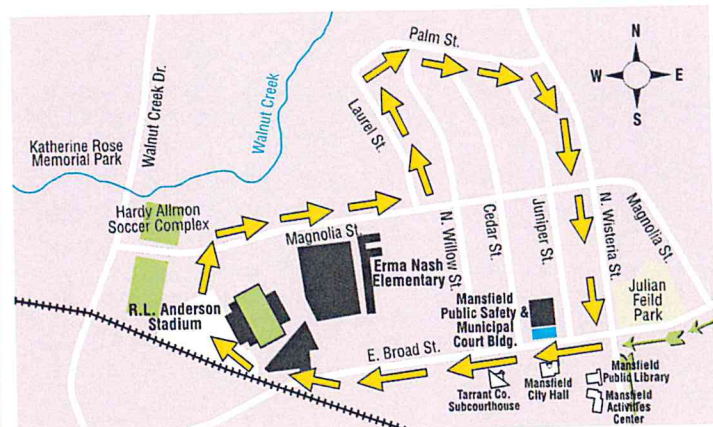 Palm St.
N
W
E
S
Walnut Creek Dr.
Walnut Creek
Laurel St.
Katherine Rose
Memorial Park
Hardy Allmon
Soccer Complex
Magnolia St.
N. Willow St.
Cedar St.
Juniper St.
N. Wisteria St.
Magnolia St.
Erma Nash
Elementary
R.L. Anderson
Stadium
Mansfield
Public Safety &
Municipal
Court Bldg.
Julian
Feild
Park
E. Broad St.
Tarrant Co.
Subcourthouse
Mansfield
City Hall
Mansfield
Public Library
Mansfield
Activities
Center